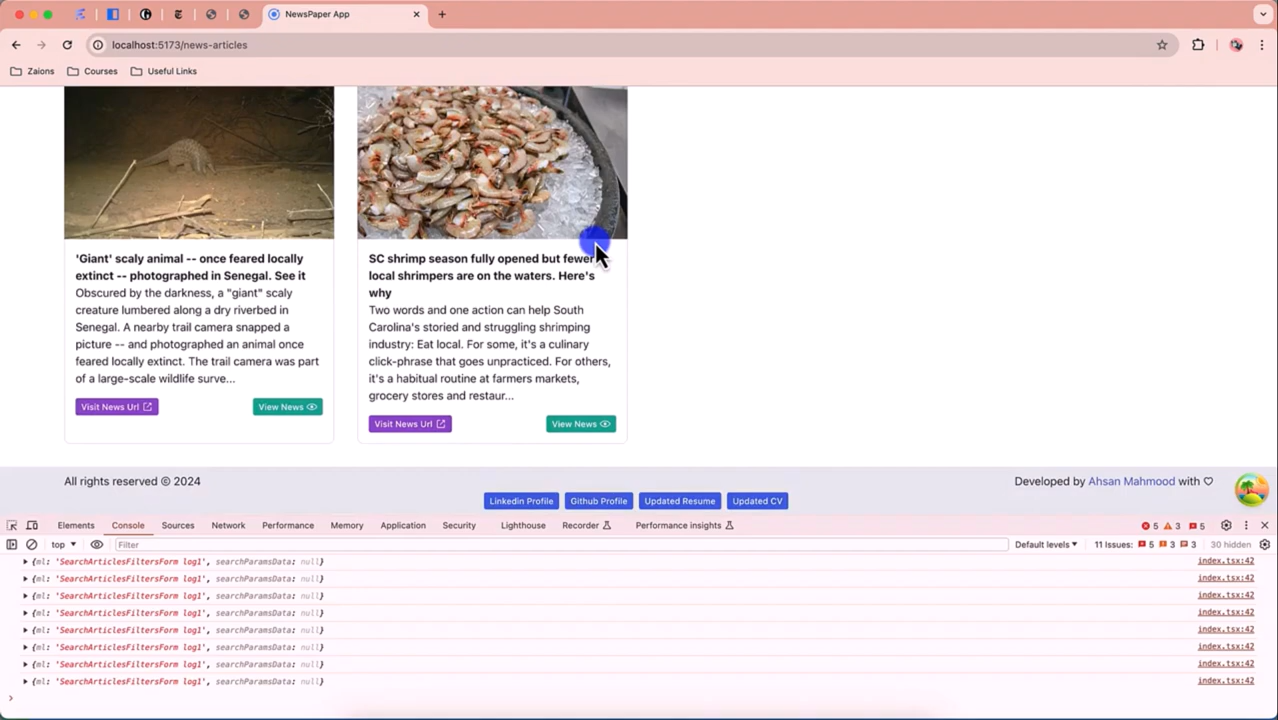 NewsPaper App
localhost:5173/news-articles
Zaions
Courses
Useful Links
'Giant' scaly animal -- once feared locally
extinct -- photographed in Senegal. See it
Obscured by the darkness, a "giant" scaly
creature lumbered along a dry riverbed in
Senegal. A nearby trail camera snapped a
picture -- and photographed an animal once
feared locally extinct. The trail camera was part
of a large-scale wildlife surve...
Visit News Url
View News
SC shrimp season fully opened but fewer
local shrimpers are on the waters. Here's
why
Two words and one action can help South
Carolina's storied and struggling shrimping
industry: Eat local. For some, it's a culinary
click-phrase that goes unpracticed. For others,
it's a habitual routine at farmers markets,
grocery stores and restaur...
Visit News Url
View News
All rights reserved © 2024
Linkedin Profile
Github Profile
Updated Resume
Updated CV
Developed by Ahsan Mahmood with ♡
Elements Console Sources Network Performance Memory Application Security Lighthouse Recorder Performance insights 5 3 5
top Filter Default levels 11 Issues: 5 3 3 30 hidden
{ml: 'SearchArticlesFiltersForm log1', searchParamsData: null} index.tsx:42
{ml: 'SearchArticlesFiltersForm log1', searchParamsData: null} index.tsx:42
{ml: 'SearchArticlesFiltersForm log1', searchParamsData: null} index.tsx:42
{ml: 'SearchArticlesFiltersForm log1', searchParamsData: null} index.tsx:42
{ml: 'SearchArticlesFiltersForm log1', searchParamsData: null} index.tsx:42
{ml: 'SearchArticlesFiltersForm log1', searchParamsData: null} index.tsx:42
{ml: 'SearchArticlesFiltersForm log1', searchParamsData: null} index.tsx:42
{ml: 'SearchArticlesFiltersForm log1', searchParamsData: null} index.tsx:42